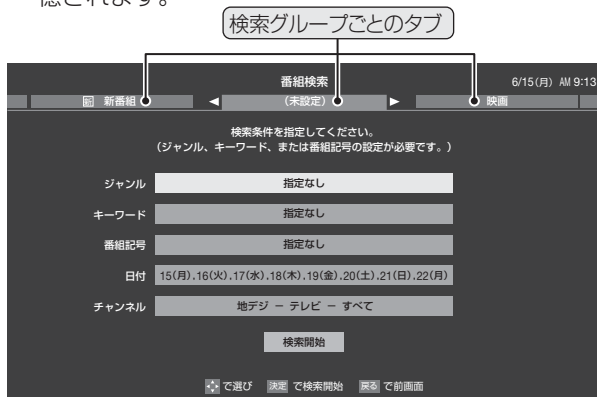 憶されます。
検索グループごとのタブ
番組検索 6/15(月) AM 9:13
新 新番組 ◀ (未設定) ▶ 映画
検索条件を指定してください。
(ジャンル、キーワード、または番組記号の設定が必要です。)
ジャンル 指定なし
キーワード 指定なし
番組記号 指定なし
日付 15(月).16(火).17(水).18(木).19(金).20(土).21(日).22(月)
チャンネル 地デジ − テレビ − すべて
検索開始
で選び 決定 で検索開始 戻る で前画面